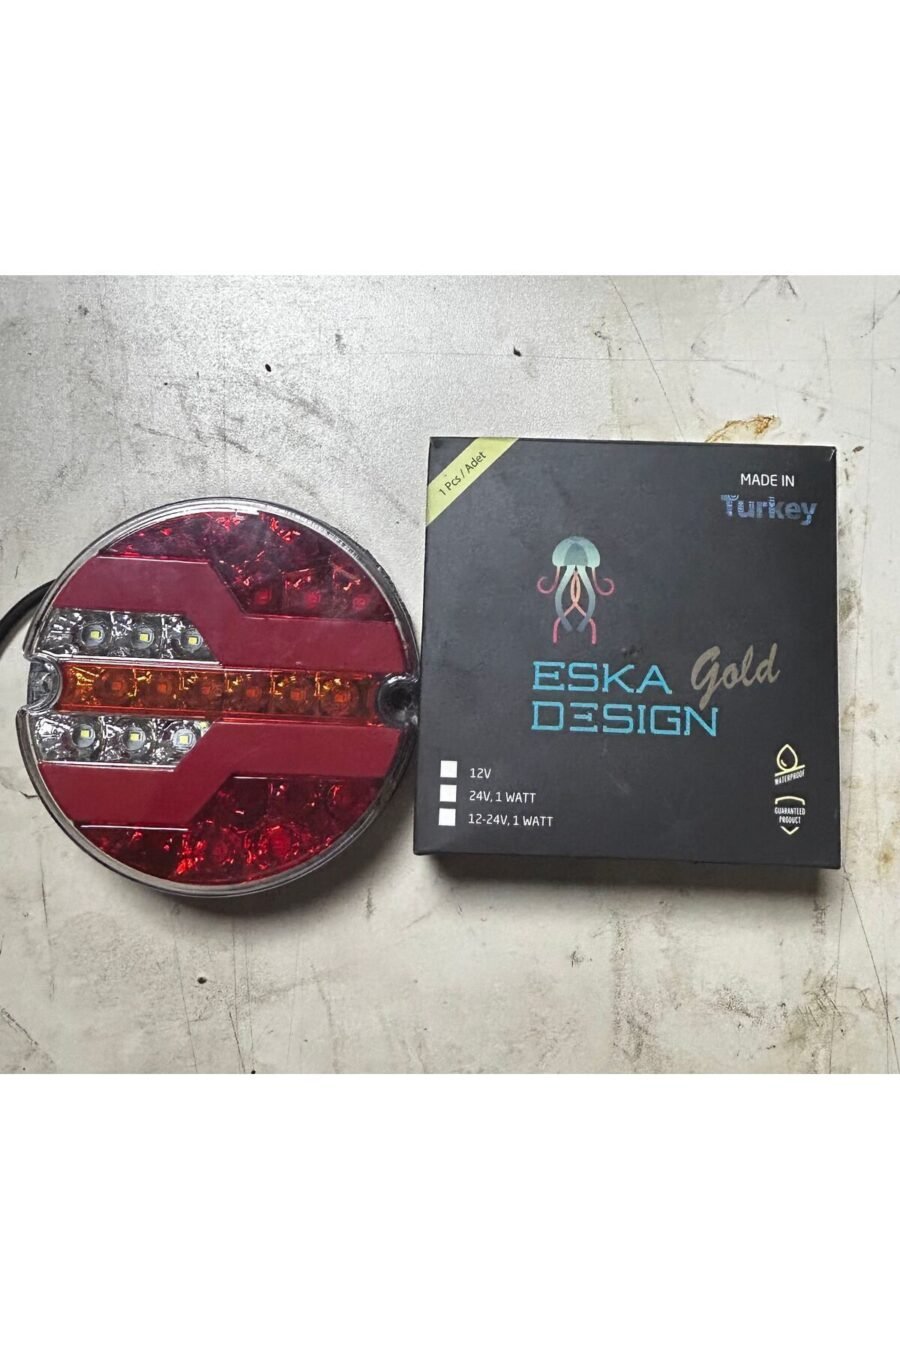 1 Pcs / Adet
MADE IN
Turkey
ESKA Gold
DESIGN
12V
24V, 1 WATT
12-24V, 1 WATT
WATERPROOF
GUARANTEED
PRODUCT